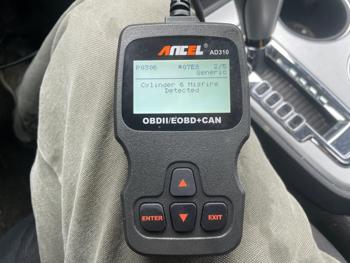 ANCEL
AD310
P0306 $07E8 2/5
Generic
Cylinder 6 Misfire
Detected
OBDII/EOBD+CAN
ENTER
EXIT